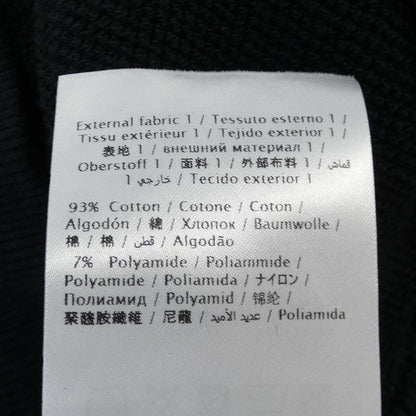 External fabric 1 / Tessuto esterno 1 /
Tissu extérieur 1 / Tejido exterior 1 /
表地 1 / внешний материал 1 /
Oberstoff 1 / 面料 1 / 外部布料 1 / قماش
خارجي 1 / Tecido exterior 1
93% Cotton / Cotone / Coton /
Algodón / 綿 / Хлопок / Baumwolle /
棉 / 棉 / قطن / Algodão
7% Polyamide / Poliammide /
Polyamide / Poliamida / ナイロン /
Полиамид / Polyamid / 锦纶 /
聚醯胺纖維 / 尼龍 / عديد الأميد / Poliamida